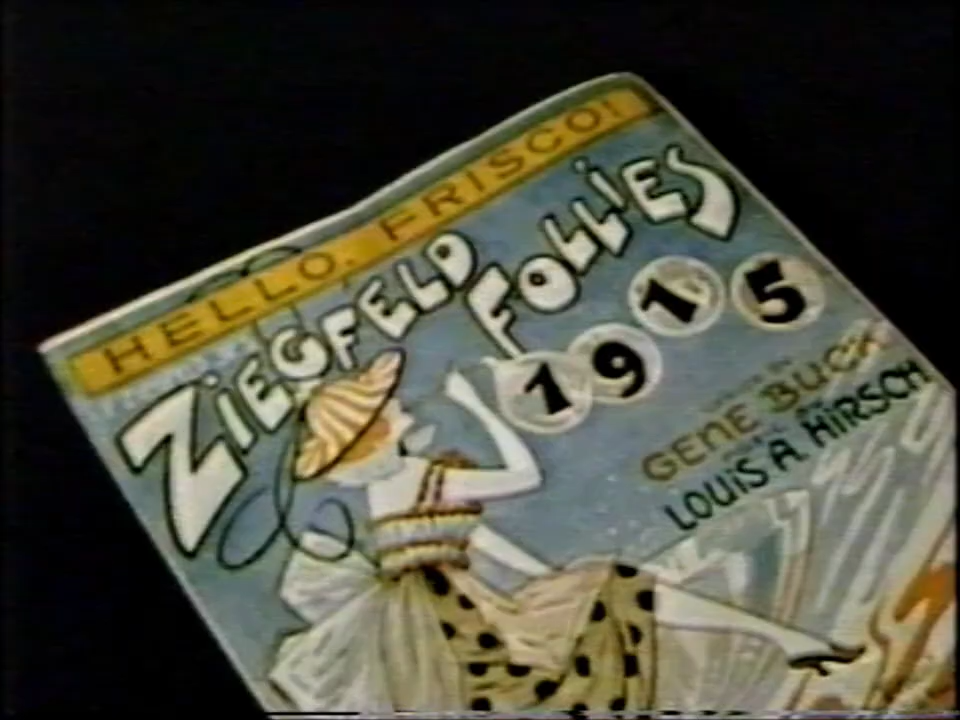 HELLO, FRISCO!
ZIEGFELD
FOLLIES
1915
GENE BUCK
LOUIS A. HIRSCH